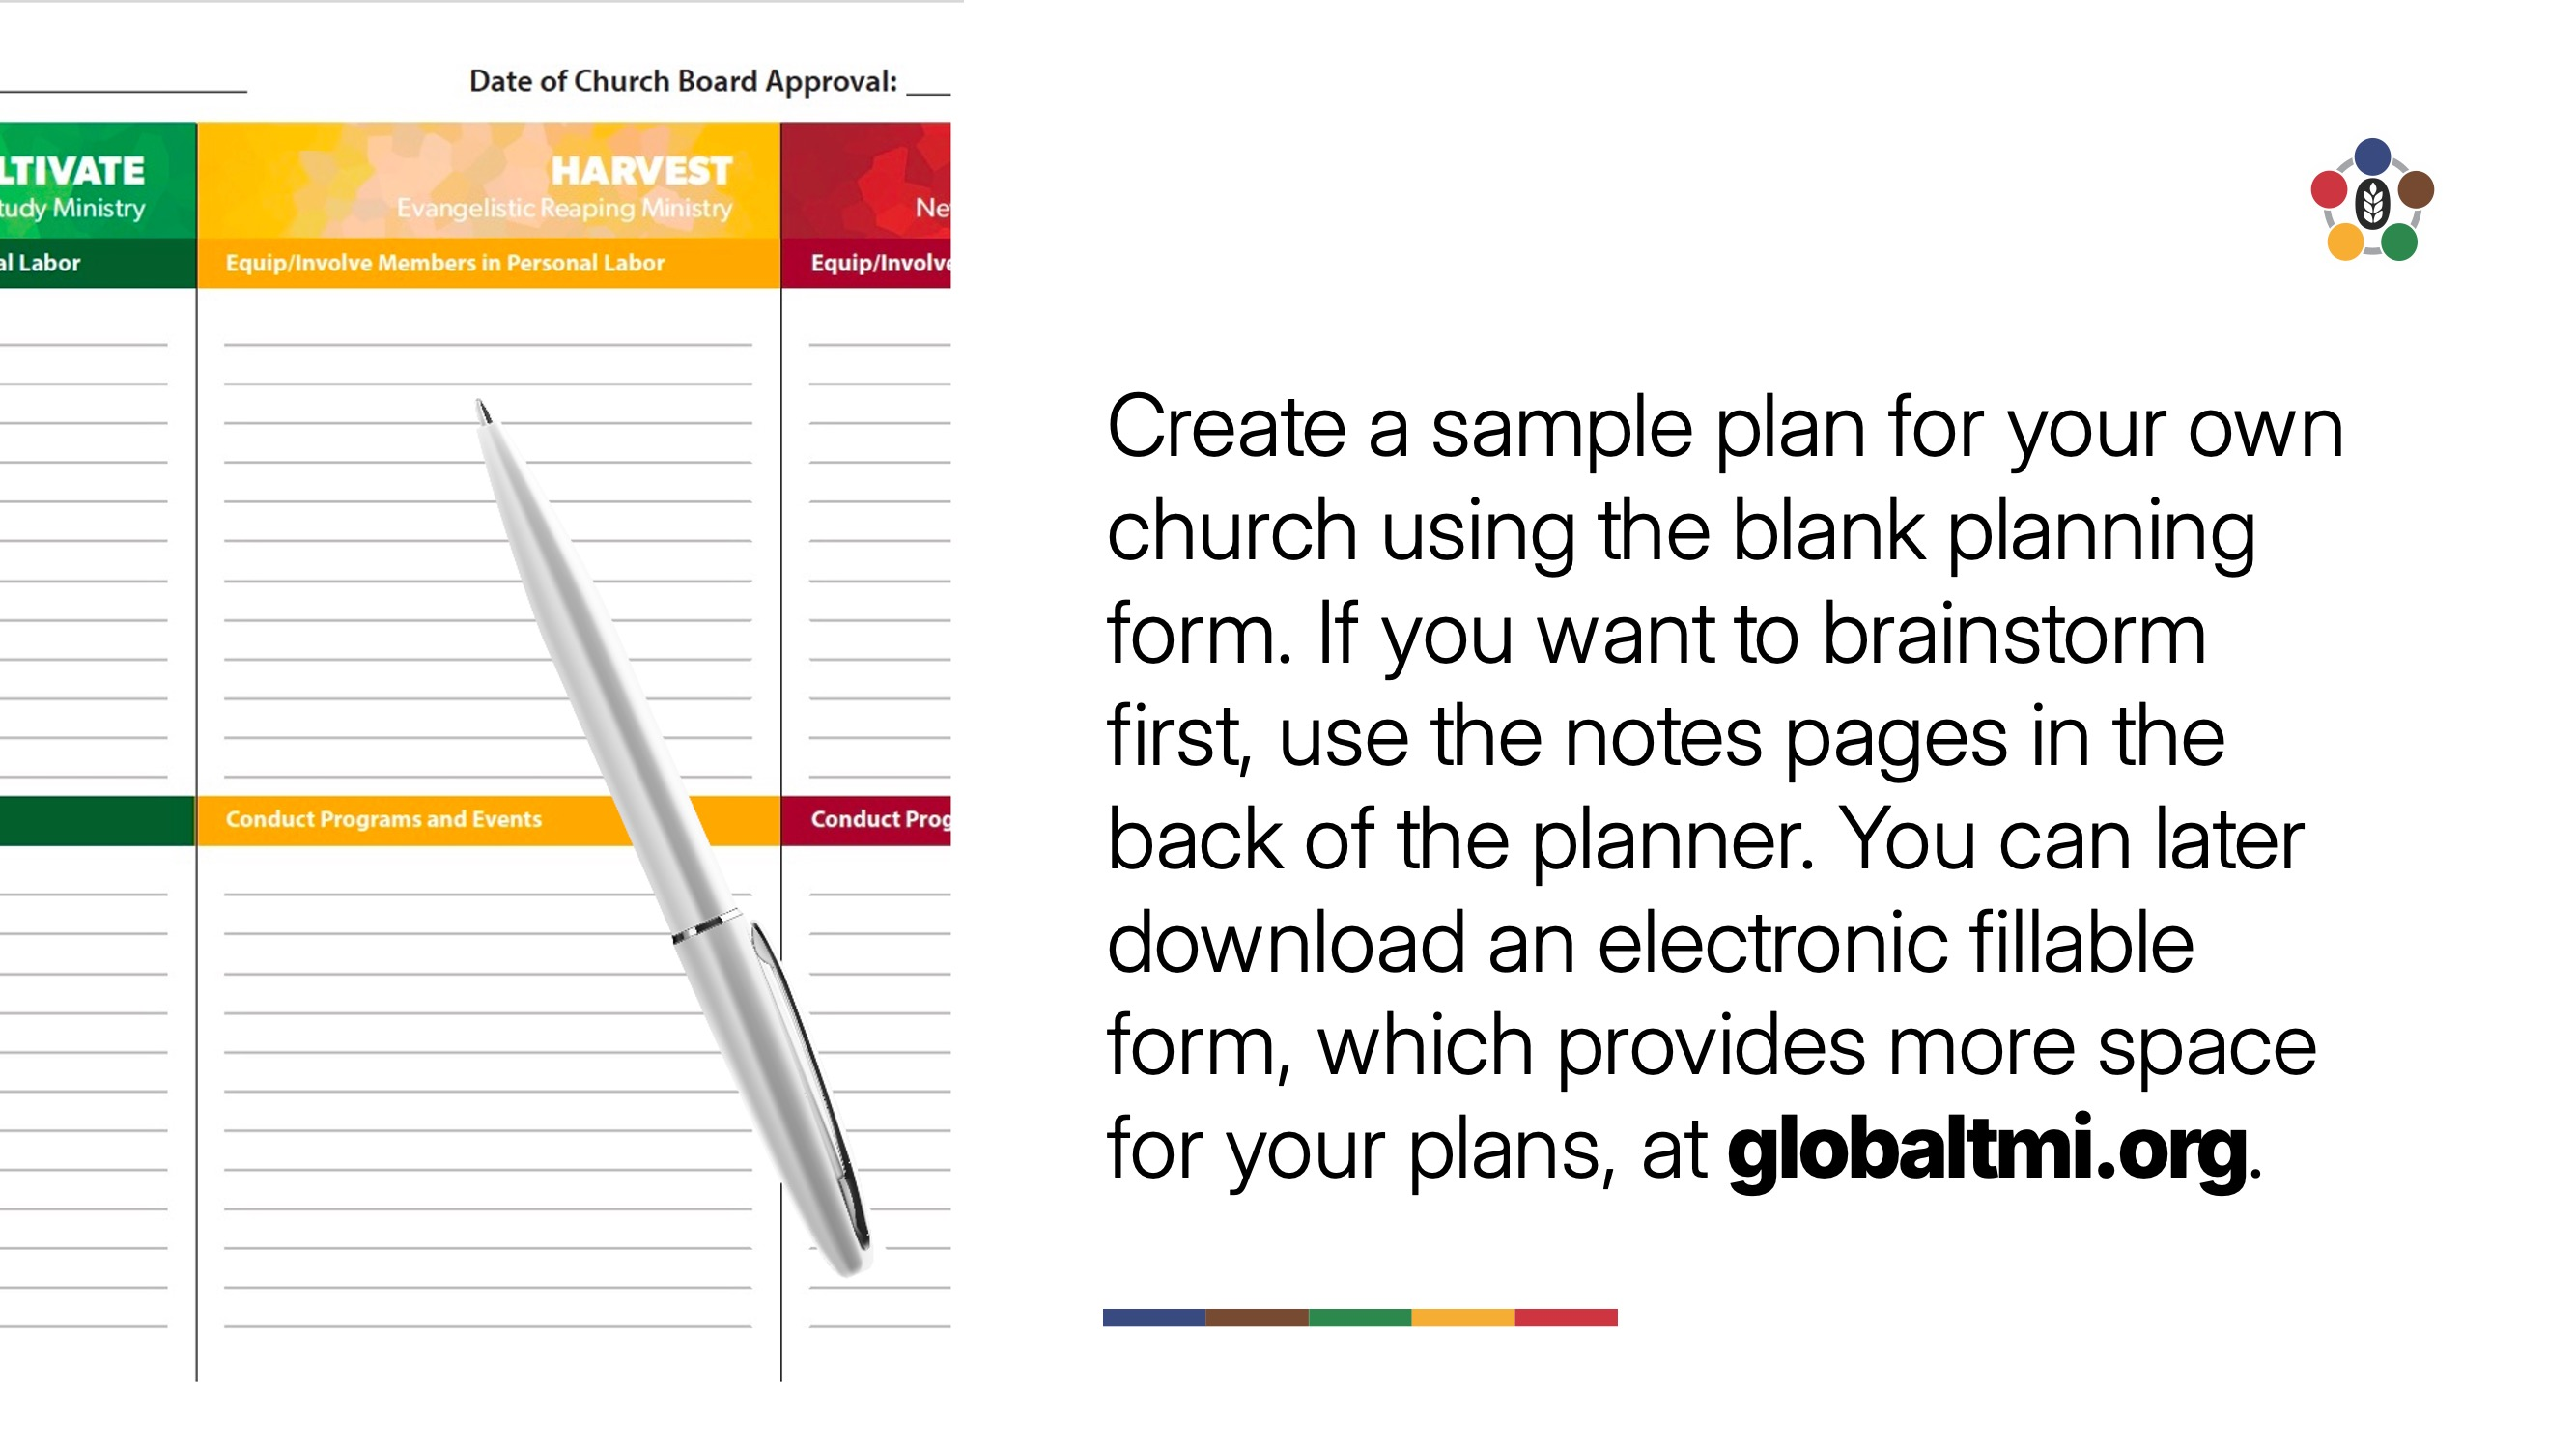 Date of Church Board Approval:
LTIVATE
tudy Ministry
al Labor
HARVEST
Evangelistic Reaping Ministry
Equip/Involve Members in Personal Labor
Conduct Programs and Events
Ne
Equip/Involve
Conduct Prog
Create a sample plan for your own
church using the blank planning
form. If you want to brainstorm
first, use the notes pages in the
back of the planner. You can later
download an electronic fillable
form, which provides more space
for your plans, at globaltmi.org.